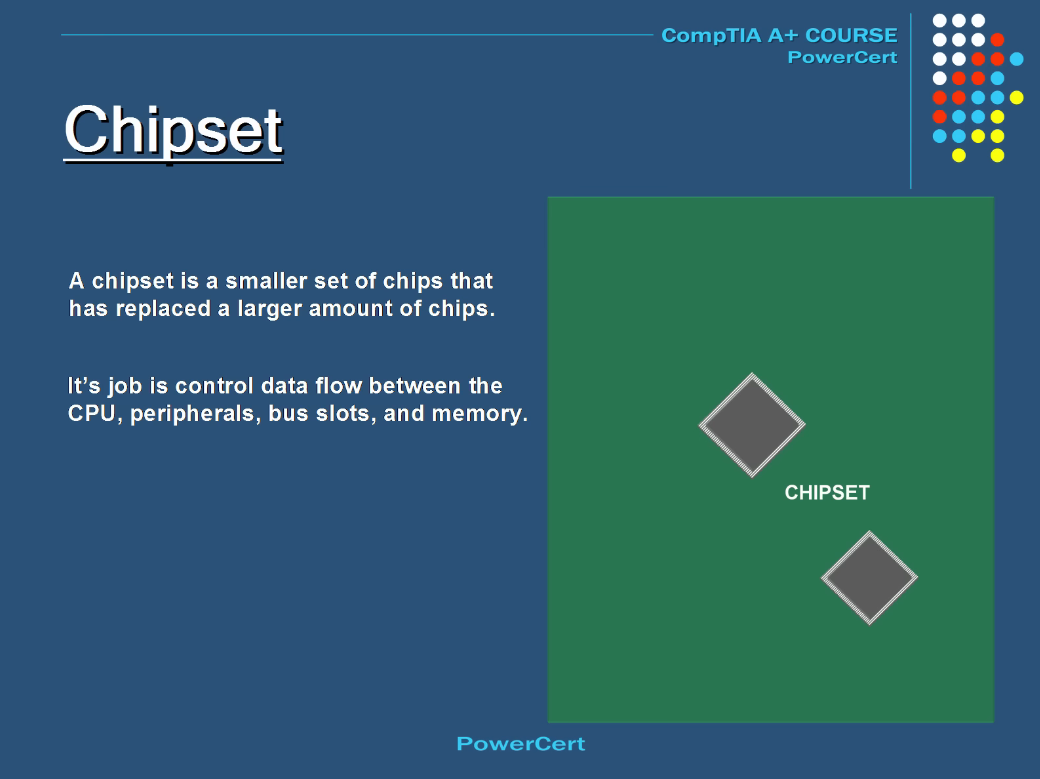 CompTIA A+ COURSE
PowerCert
Chipset
A chipset is a smaller set of chips that
has replaced a larger amount of chips.
It’s job is control data flow between the
CPU, peripherals, bus slots, and memory.
CHIPSET
PowerCert